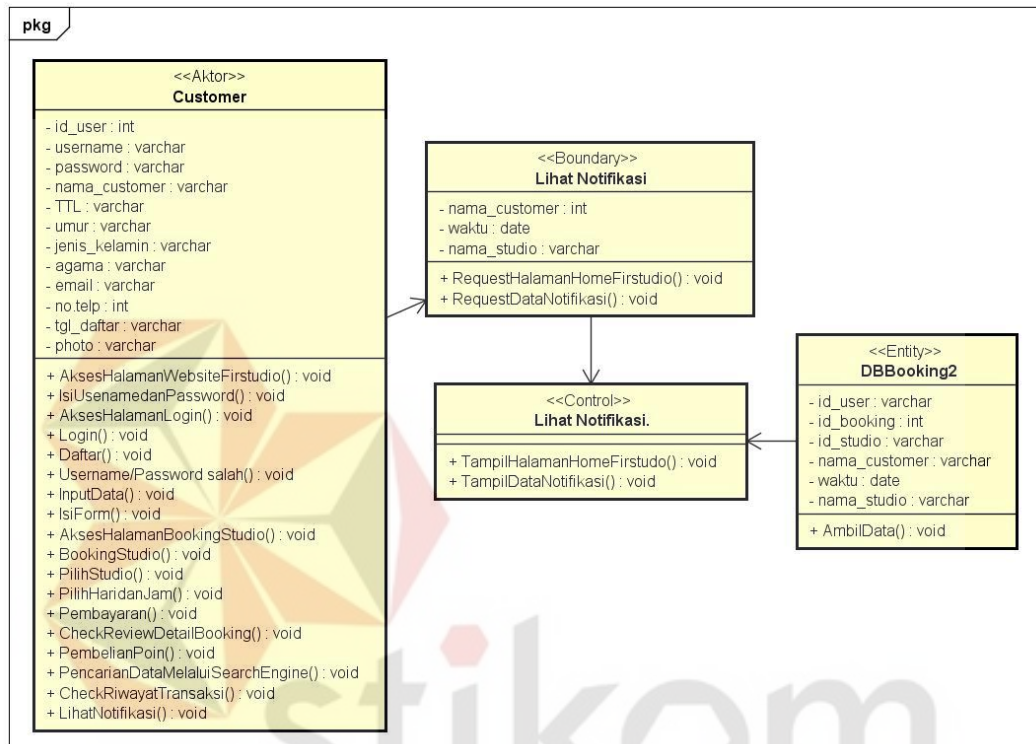 pkg
<<Aktor>>
Customer
- id_user : int
- username : varchar
- password : varchar
- nama_customer : varchar
- TTL : varchar
- umur : varchar
- jenis_kelamin : varchar
- agama : varchar
- email : varchar
- no.telp : int
- tgl_daftar : varchar
- photo : varchar
+ AksesHalamanWebsiteFirstudio() : void
+ IsiUsenamedanPassword() : void
+ AksesHalamanLogin() : void
+ Login() : void
+ Daftar() : void
+ Username/Password salah() : void
+ InputData() : void
+ IsiForm() : void
+ AksesHalamanBookingStudio() : void
+ BookingStudio() : void
+ PilihStudio() : void
+ PilihHaridanJam() : void
+ Pembayaran() : void
+ CheckReviewDetailBooking() : void
+ PembelianPoin() : void
+ PencarianDataMelaluiSearchEngine() : void
+ CheckRiwayatTransaksi() : void
+ LihatNotifikasi() : void
<<Boundary>>
Lihat Notifikasi
- nama_customer : int
- waktu : date
- nama_studio : varchar
+ RequestHalamanHomeFirstudio() : void
+ RequestDataNotifikasi() : void
<<Control>>
Lihat Notifikasi.
+ TampilHalamanHomeFirstudo() : void
+ TampilDataNotifikasi() : void
<<Entity>>
DBBooking2
- id_user : varchar
- id_booking : int
- id_studio : varchar
- nama_customer : varchar
- waktu : date
- nama_studio : varchar
+ AmbilData() : void
stikom